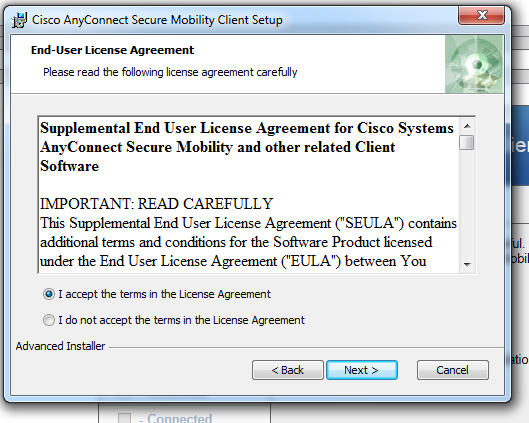 Cisco AnyConnect Secure Mobility Client Setup
End-User License Agreement
Please read the following license agreement carefully
Supplemental End User License Agreement for Cisco Systems
AnyConnect Secure Mobility and other related Client
Software
IMPORTANT: READ CAREFULLY
This Supplemental End User License Agreement ("SEULA") contains
additional terms and conditions for the Software Product licensed
under the End User License Agreement ("EULA") between You
I accept the terms in the License Agreement
I do not accept the terms in the License Agreement
Advanced Installer
< Back
Next >
Cancel
- Connected